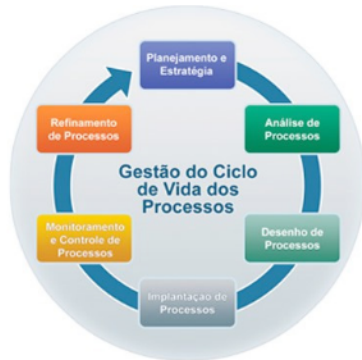 Planejamento e
Estratégia
Análise de
Processos
Desenho de
Processos
Implantação de
Processos
Monitoramento
e Controle de
Processos
Refinamento
de Processos
Gestão do Ciclo
de Vida dos
Processos